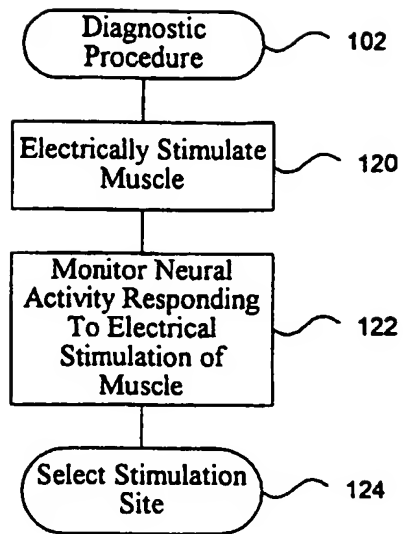 Diagnostic
Procedure
102
Electrically Stimulate
Muscle
120
Monitor Neural
Activity Responding
To Electrical
Stimulation of
Muscle
122
Select Stimulation
Site
124